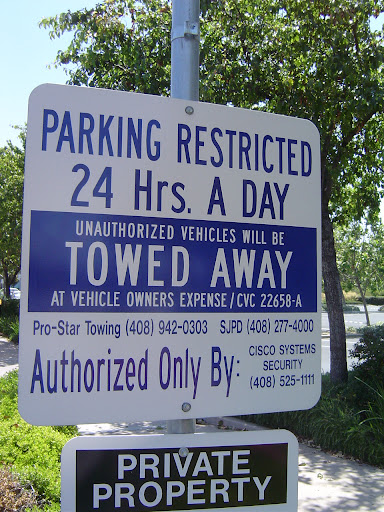 PARKING RESTRICTED
24 Hrs. A DAY
UNAUTHORIZED VEHICLES WILL BE
TOWED AWAY
AT VEHICLE OWNERS EXPENSE/CVC 22658-A
Pro-Star Towing (408) 942-0303 SJPD (408) 277-4000
Authorized Only By:
CISCO SYSTEMS
SECURITY
(408) 525-1111
PRIVATE
PROPERTY